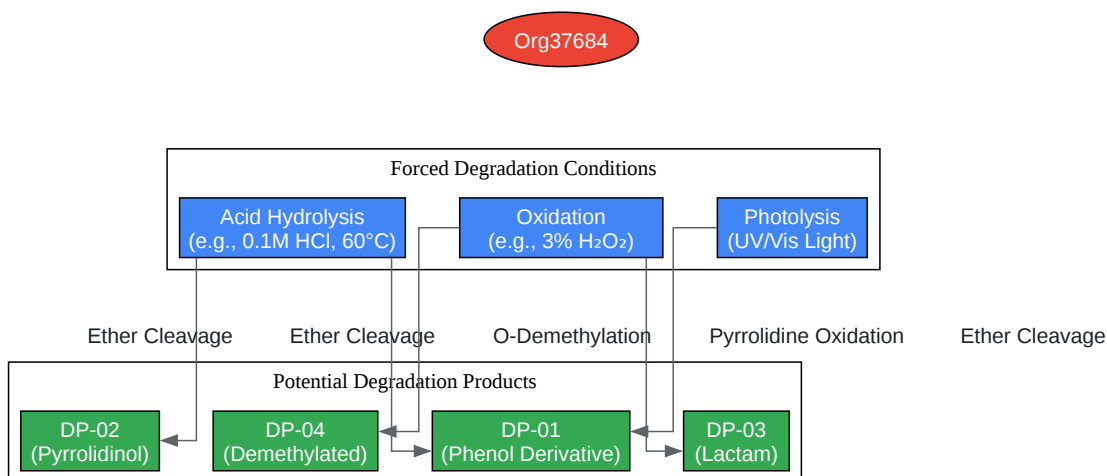 Org37684
Forced Degradation Conditions
Acid Hydrolysis
(e.g., 0.1M HCl, 60°C)
Oxidation
(e.g., 3% H₂O₂)
Photolysis
(UV/Vis Light)
Ether Cleavage
Ether Cleavage
O-Demethylation
Pyrrolidine Oxidation
Ether Cleavage
Potential Degradation Products
DP-02
(Pyrrolidinol)
DP-04
(Demethylated)
DP-01
(Phenol Derivative)
DP-03
(Lactam)